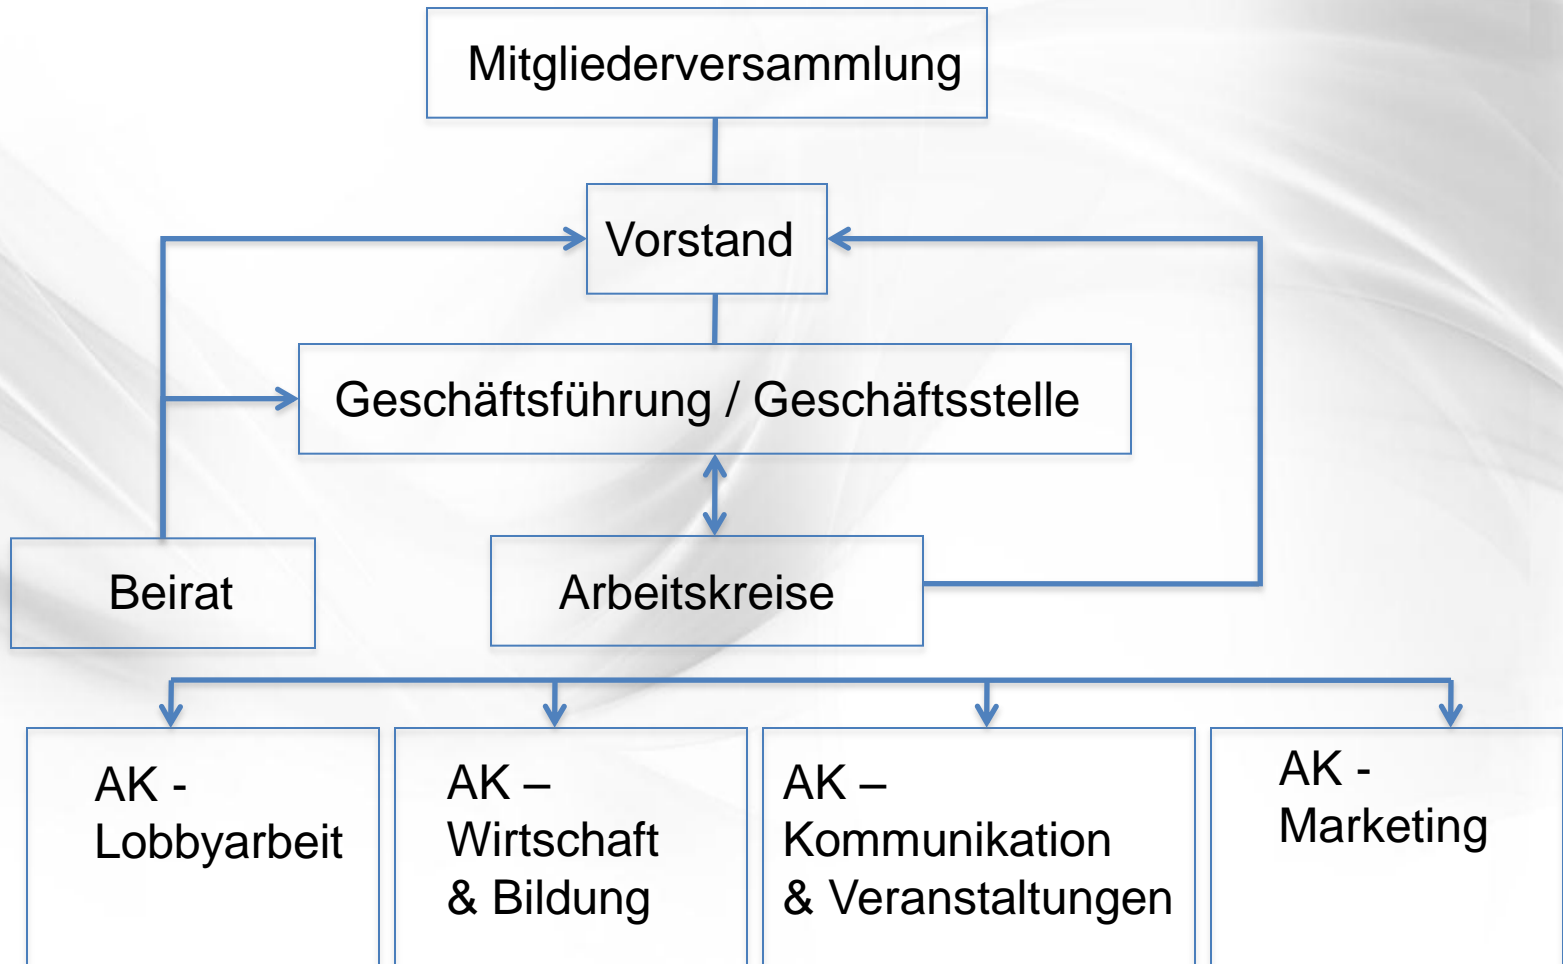 Mitgliederversammlung
Vorstand
Geschäftsführung / Geschäftsstelle
Beirat
Arbeitskreise
AK -
Lobbyarbeit
AK –
Wirtschaft
& Bildung
AK –
Kommunikation
& Veranstaltungen
AK -
Marketing